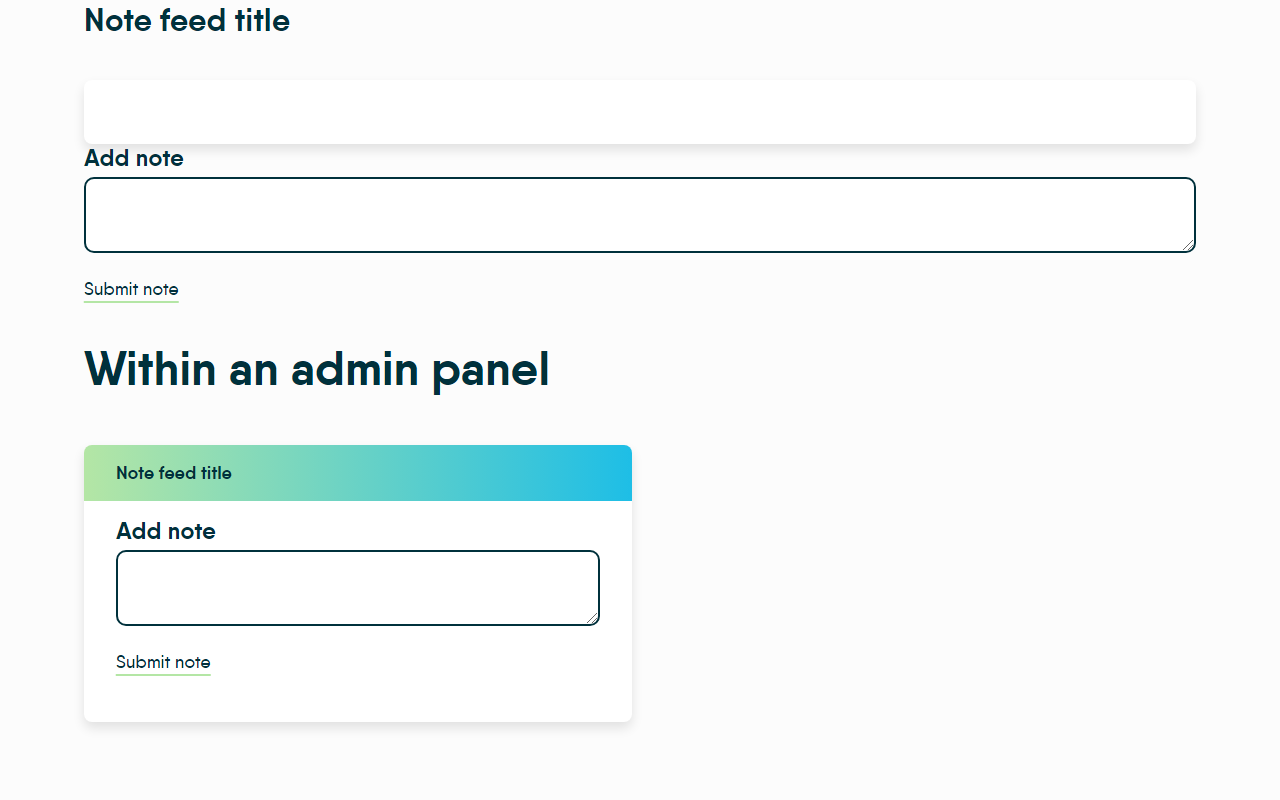 Note feed title
Add note
Submit note
Within an admin panel
Note feed title
Add note
Submit note